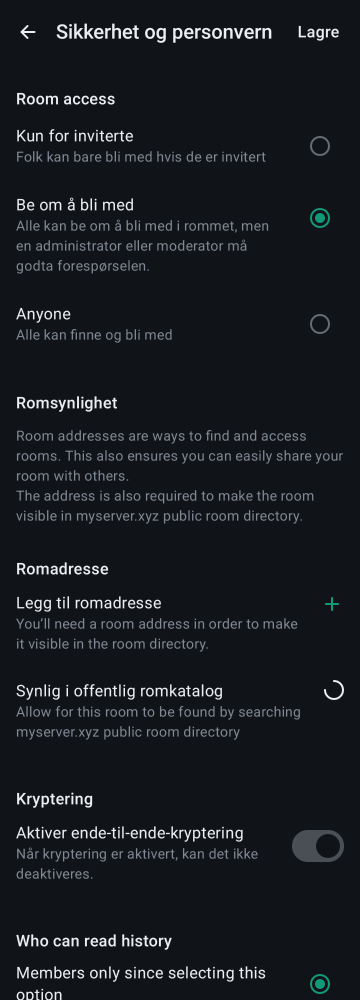 Sikkerhet og personvern
Lagre
Room access
Kun for inviterte
Folk kan bare bli med hvis de er invitert
Be om å bli med
Alle kan be om å bli med i rommet, men
en administrator eller moderator må
godta forespørselen.
Anyone
Alle kan finne og bli med
Romsynlighet
Room addresses are ways to find and access
rooms. This also ensures you can easily share your
room with others.
The address is also required to make the room
visible in myserver.xyz public room directory.
Romadresse
Legg til romadresse
You’ll need a room address in order to make
it visible in the room directory.
Synlig i offentlig romkatalog
Allow for this room to be found by searching
myserver.xyz public room directory
Kryptering
Aktiver ende-til-ende-kryptering
Når kryptering er aktivert, kan det ikke
deaktiveres.
Who can read history
Members only since selecting this
option